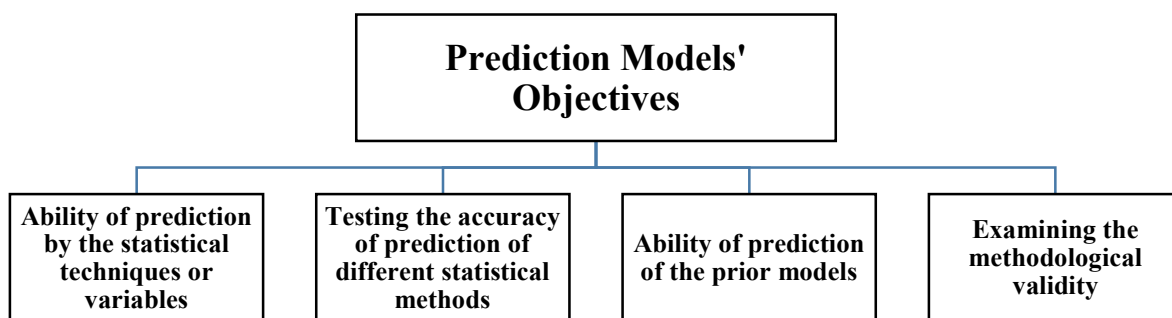 Prediction Models'
Objectives
Ability of prediction
by the statistical
techniques or
variables
Testing the accuracy
of prediction of
different statistical
methods
Ability of prediction
of the prior models
Examining the
methodological
validity